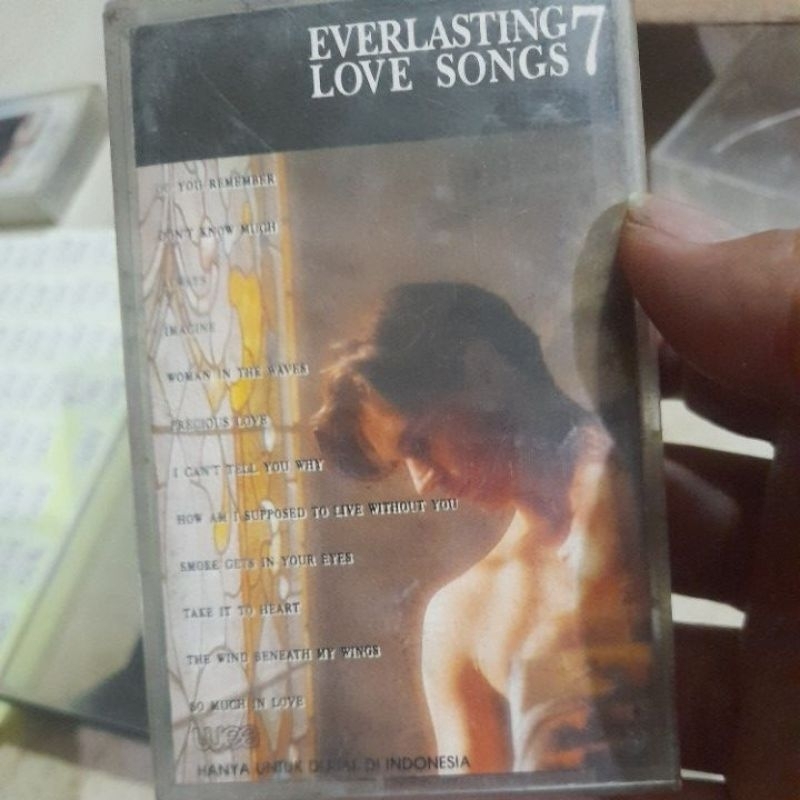 EVERLASTING 7
LOVE SONGS
YOU REMEMBER
DON'T KNOW MUCH
IMAGINE
WOMAN IN THE WAVES
PRECIOUS LOVE
I CAN'T TELL YOU WHY
HOW AM I SUPPOSED TO LIVE WITHOUT YOU
SMOKE GETS IN YOUR EYES
TAKE IT TO HEART
THE WIND BENEATH MY WINGS
SO MUCH IN LOVE
HANYA UNTUK DIJUAL DI INDONESIA